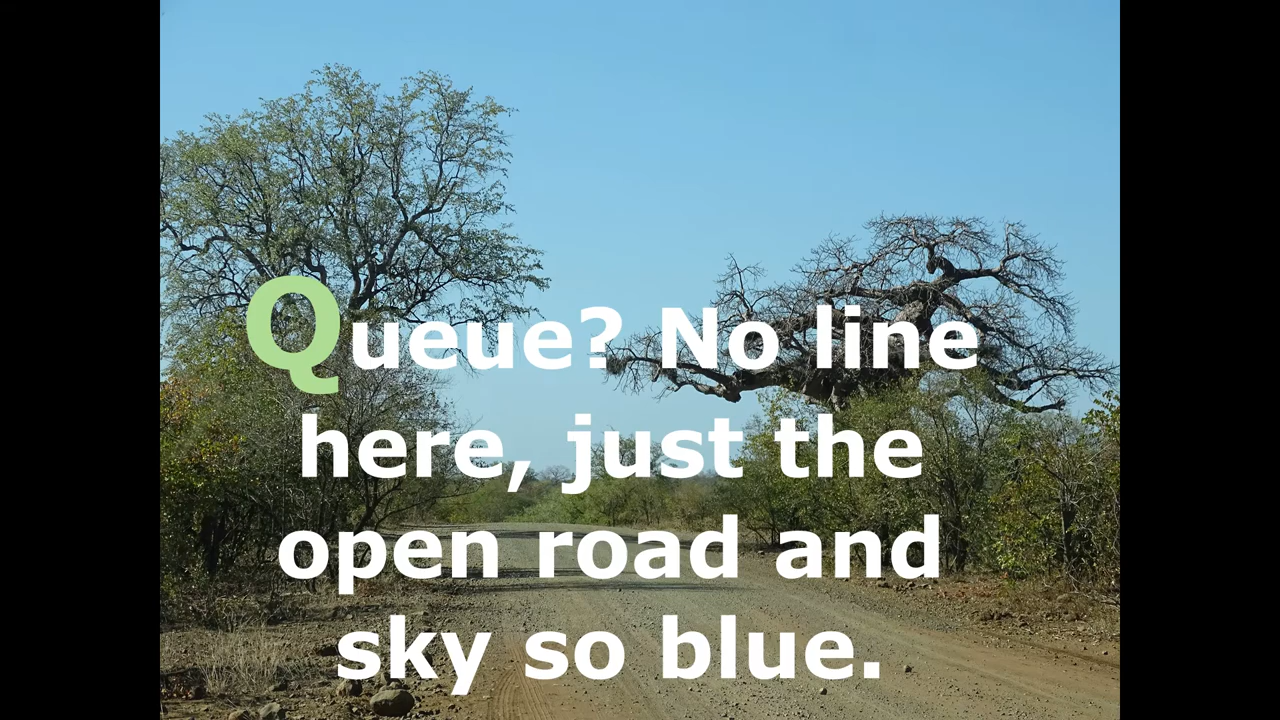 Queue? No line
here, just the
open road and
sky so blue.